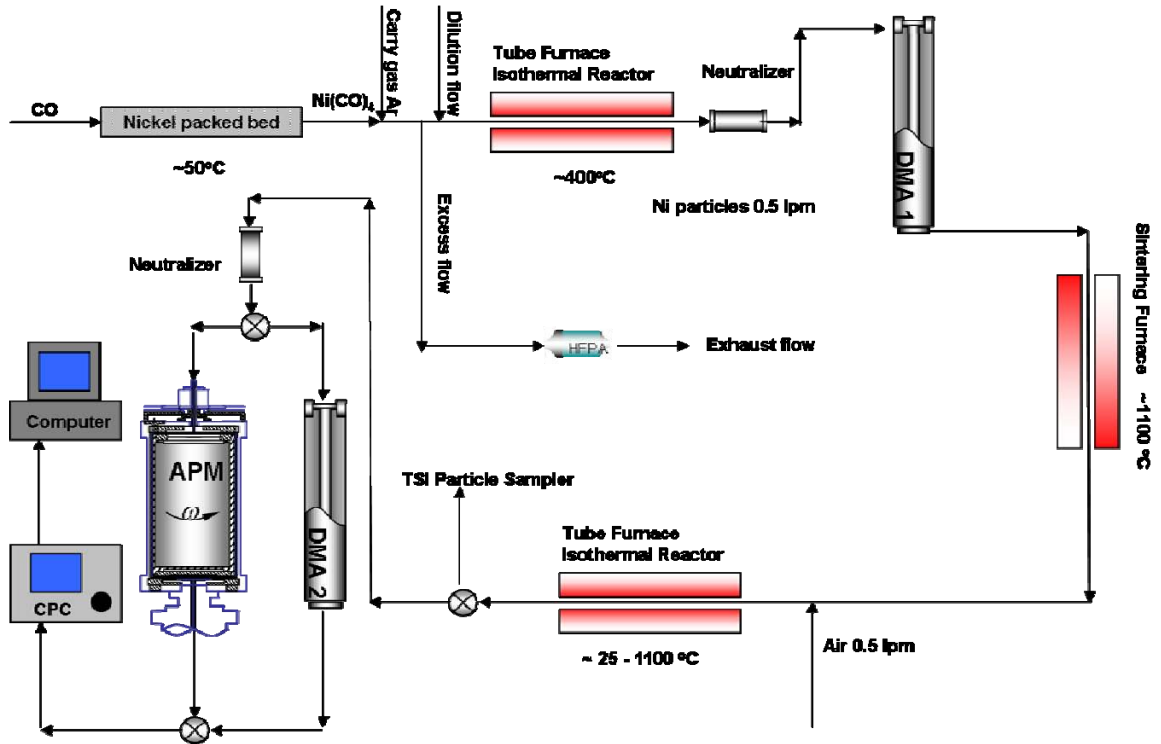 Carry gas Ar
Dilution flow
Tube Furnace
Isothermal Reactor
Neutralizer
CO
Nickel packed bed
Ni(CO)₄
~50°C
~400°C
DMA 1
Ni particles 0.5 lpm
Excess flow
Neutralizer
Sintering Furnace ~1100 °C
HEPA
Exhaust flow
Computer
APM
ω
DMA 2
TSI Particle Sampler
Tube Furnace
Isothermal Reactor
CPC
~ 25 - 1100 °C
Air 0.5 lpm